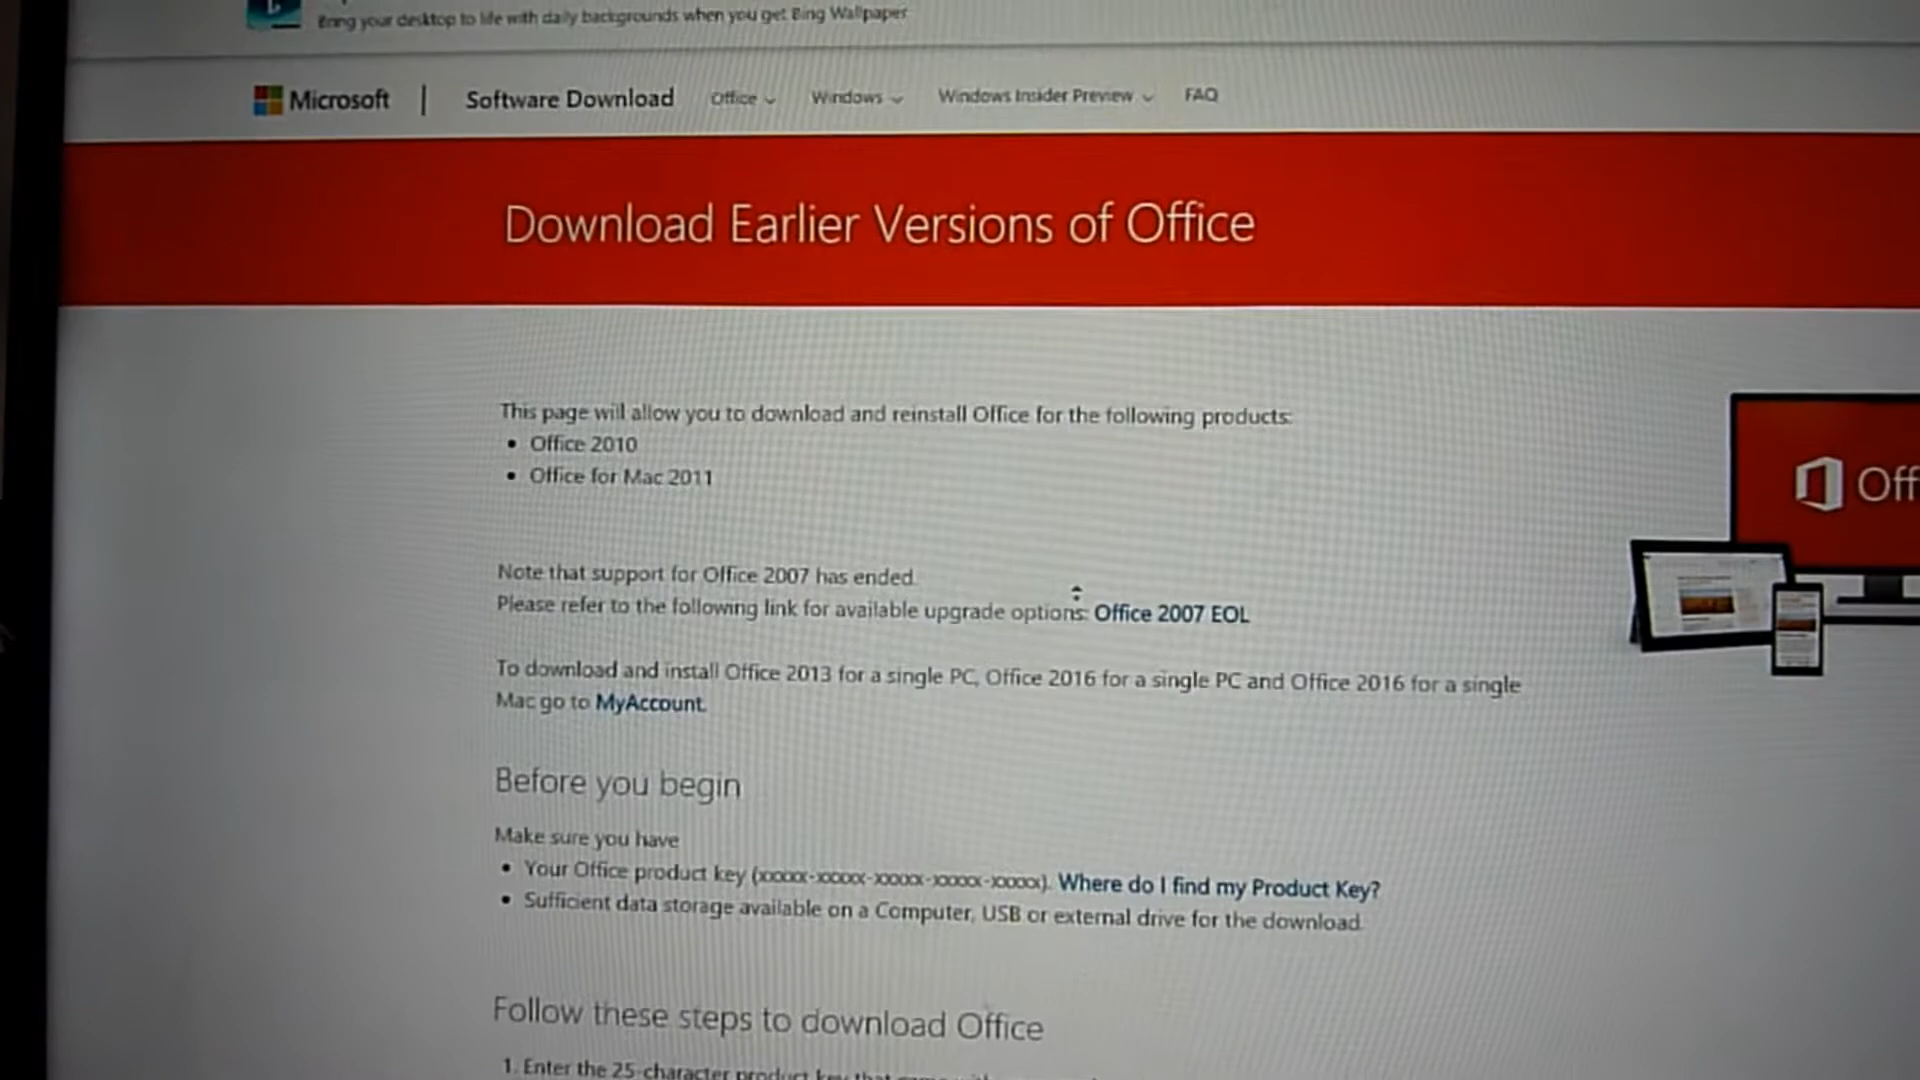 Bring your desktop to life with daily backgrounds when you get Bing Wallpaper
Microsoft | Software Download Office Windows Windows Insider Preview FAQ
Download Earlier Versions of Office
This page will allow you to download and reinstall Office for the following products:
• Office 2010
• Office for Mac 2011
Off
Note that support for Office 2007 has ended.
Please refer to the following link for available upgrade options: Office 2007 EOL
To download and install Office 2013 for a single PC, Office 2016 for a single PC and Office 2016 for a single
Mac go to MyAccount.
Before you begin
Make sure you have
• Your Office product key (xxxxx-xxxxx-xxxxx-xxxxx-xxxxx). Where do I find my Product Key?
• Sufficient data storage available on a Computer, USB or external drive for the download.
Follow these steps to download Office
1. Enter the 25-character product key that